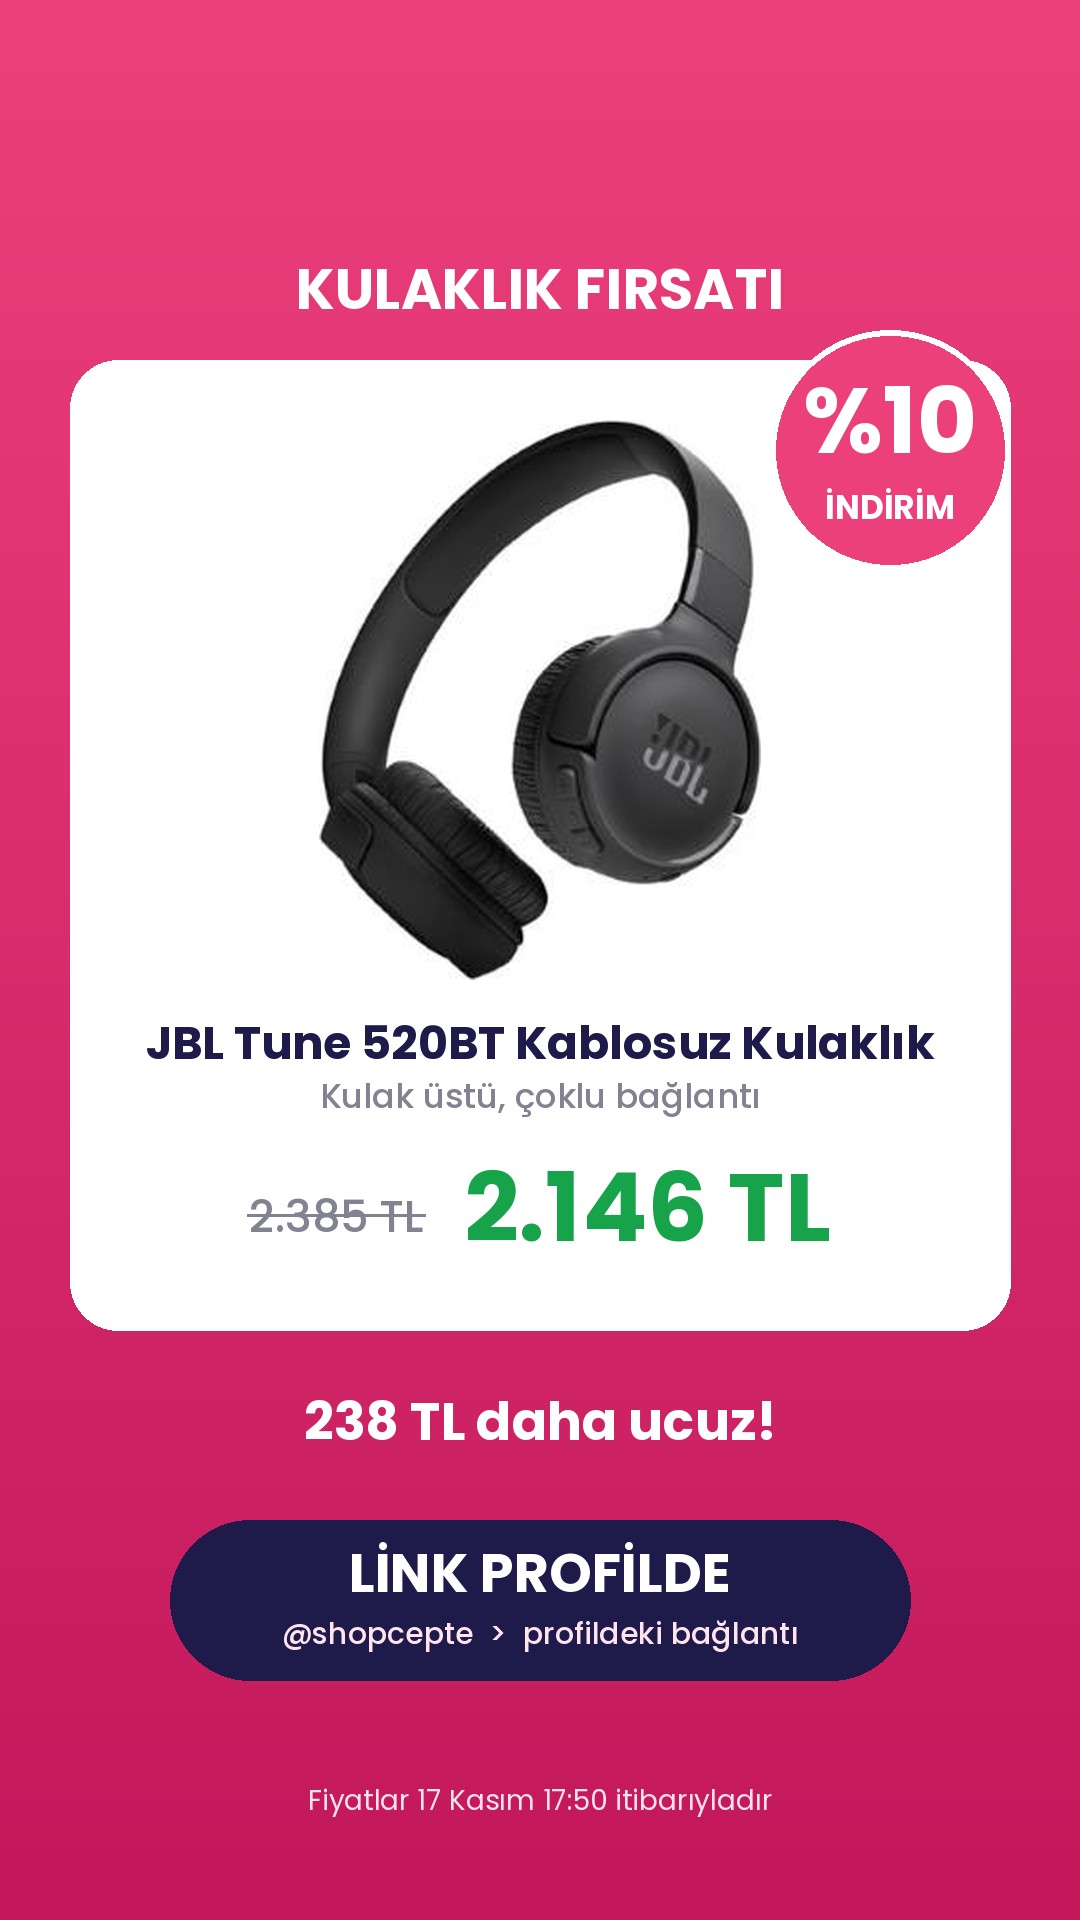 KULAKLIK FIRSATI
%10
İNDİRİM
JBL
JBL Tune 520BT Kablosuz Kulaklık
Kulak üstü, çoklu bağlantı
2.385 TL 2.146 TL
238 TL daha ucuz!
LİNK PROFİLDE
@shopcepte > profildeki bağlantı
Fiyatlar 17 Kasım 17:50 itibarıyladır